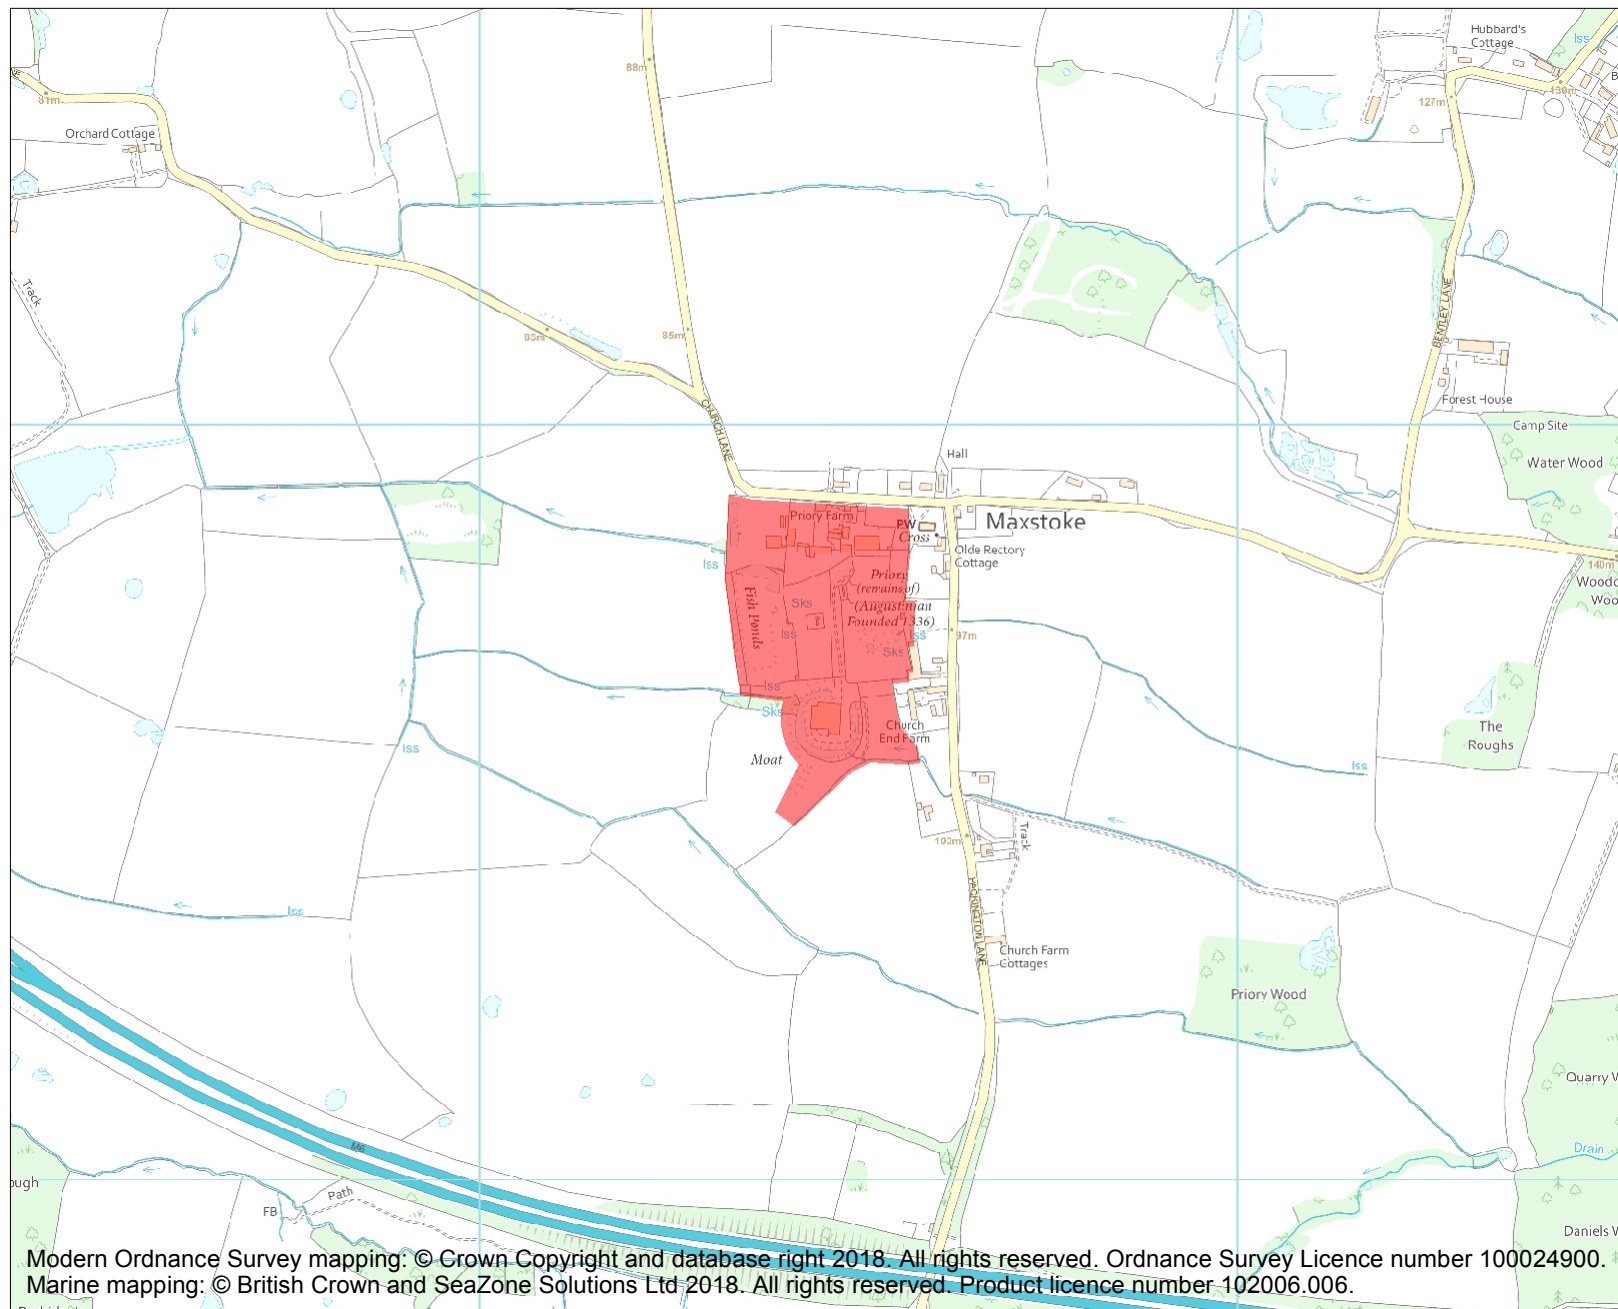 Hubbard's
Cottage
Iss
88m
81m
127m
130m
Orchard Cottage
Track
BENTLEY LANE
85m
85m
Forest House
CHURCH LANE
Camp Site
Hall
Water Wood
Priory Farm
PW
Cross
Maxstoke
Olde Rectory
Cottage
Iss
140m
Priory
(remains of)
(Augustinian
Founded 1336)
Fish Ponds
Sks
Iss
Iss
97m
Sks
Iss
Sks
The
Roughs
Church
End Farm
Iss
Moat
Iss
Track
103m
PACKINGTON LANE
Iss
Church Farm
Cottages
Priory Wood
Quarry W
Drain
M6
ough
Path
FB
Daniels W
Modern Ordnance Survey mapping: © Crown Copyright and database right 2018. All rights reserved. Ordnance Survey Licence number 100024900.
Marine mapping: © British Crown and SeaZone Solutions Ltd 2018. All rights reserved. Product licence number 102006.006.